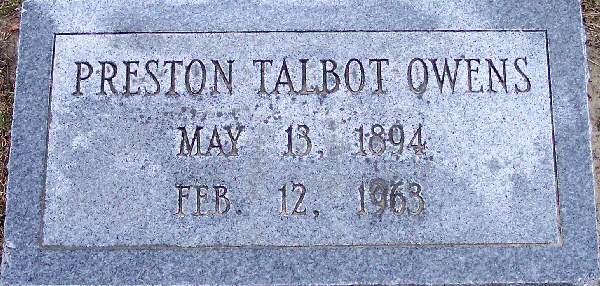 PRESTON TALBOT OWENS
MAY 13, 1894
FEB. 12, 1963